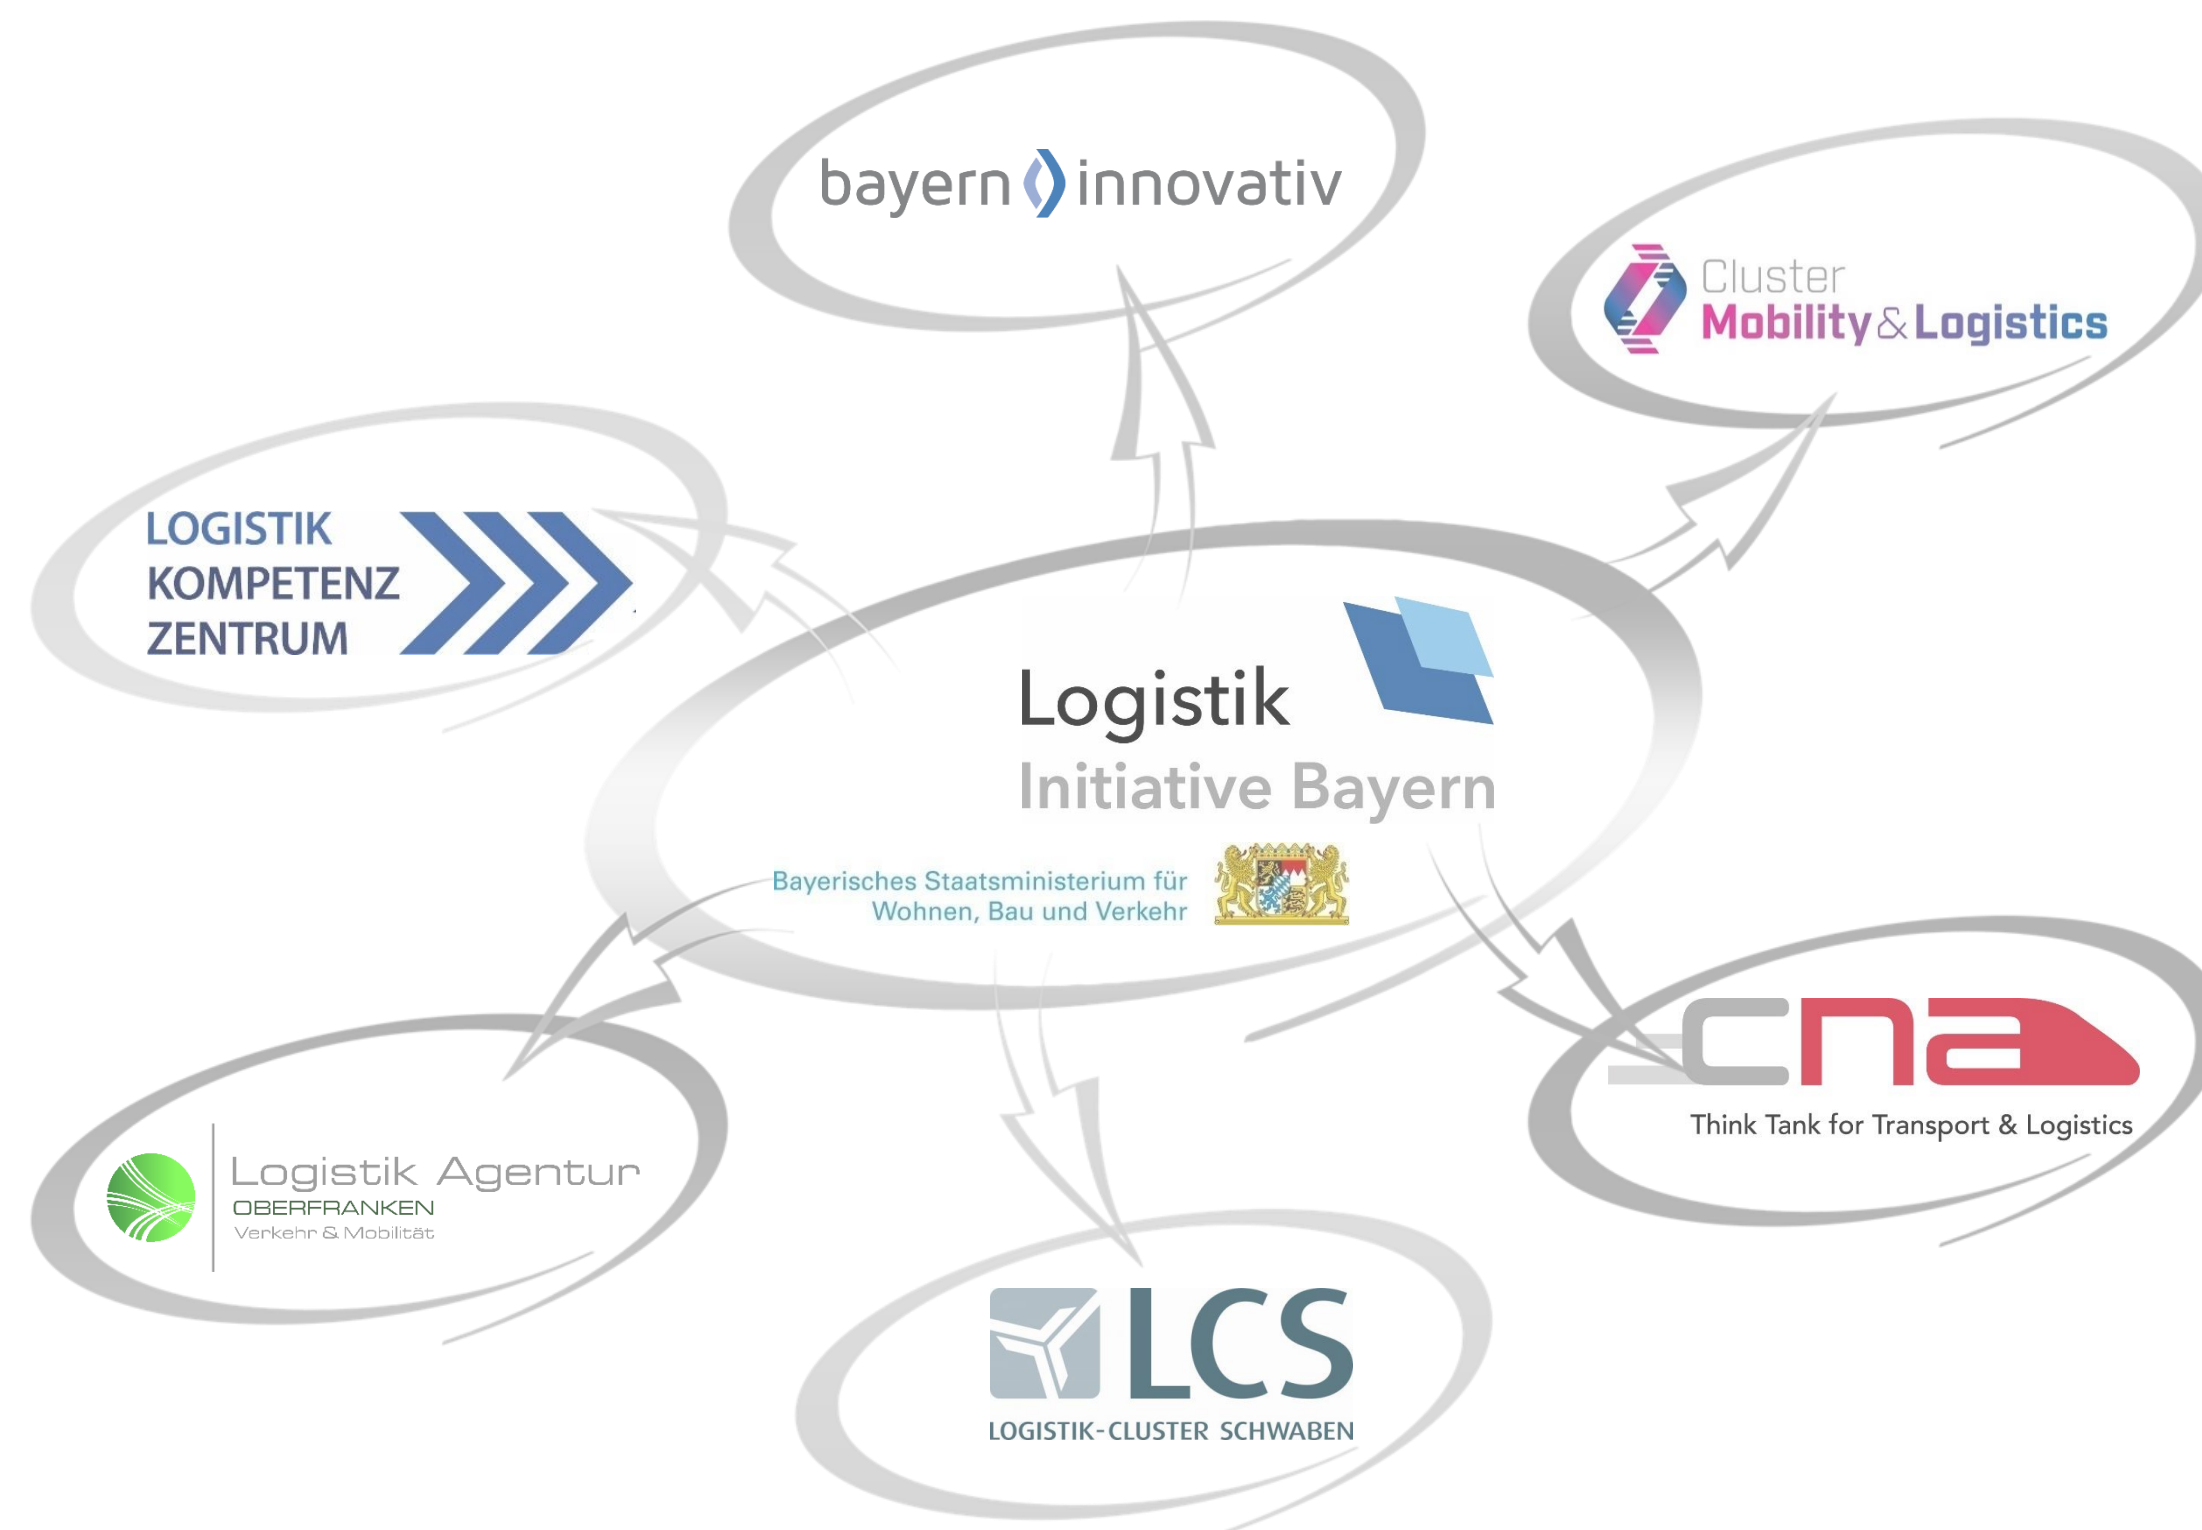 bayern innovativ
Cluster
Mobility & Logistics
LOGISTIK
KOMPETENZ
ZENTRUM
Logistik
Initiative Bayern
Bayerisches Staatsministerium für
Wohnen, Bau und Verkehr
cna
Think Tank for Transport & Logistics
Logistik Agentur
OBERFRANKEN
Verkehr & Mobilität
LCS
LOGISTIK-CLUSTER SCHWABEN